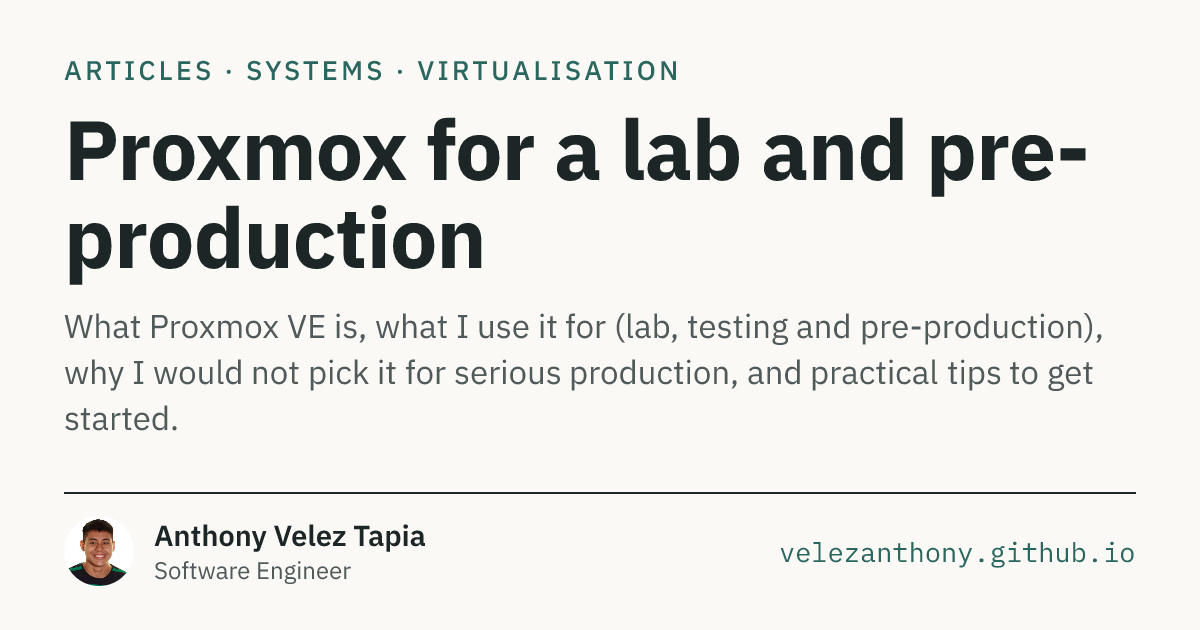 ARTICLES · SYSTEMS · VIRTUALISATION
Proxmox for a lab and pre-
production
What Proxmox VE is, what I use it for (lab, testing and pre-production),
why I would not pick it for serious production, and practical tips to get
started.
Anthony Velez Tapia
Software Engineer
velezanthony.github.io